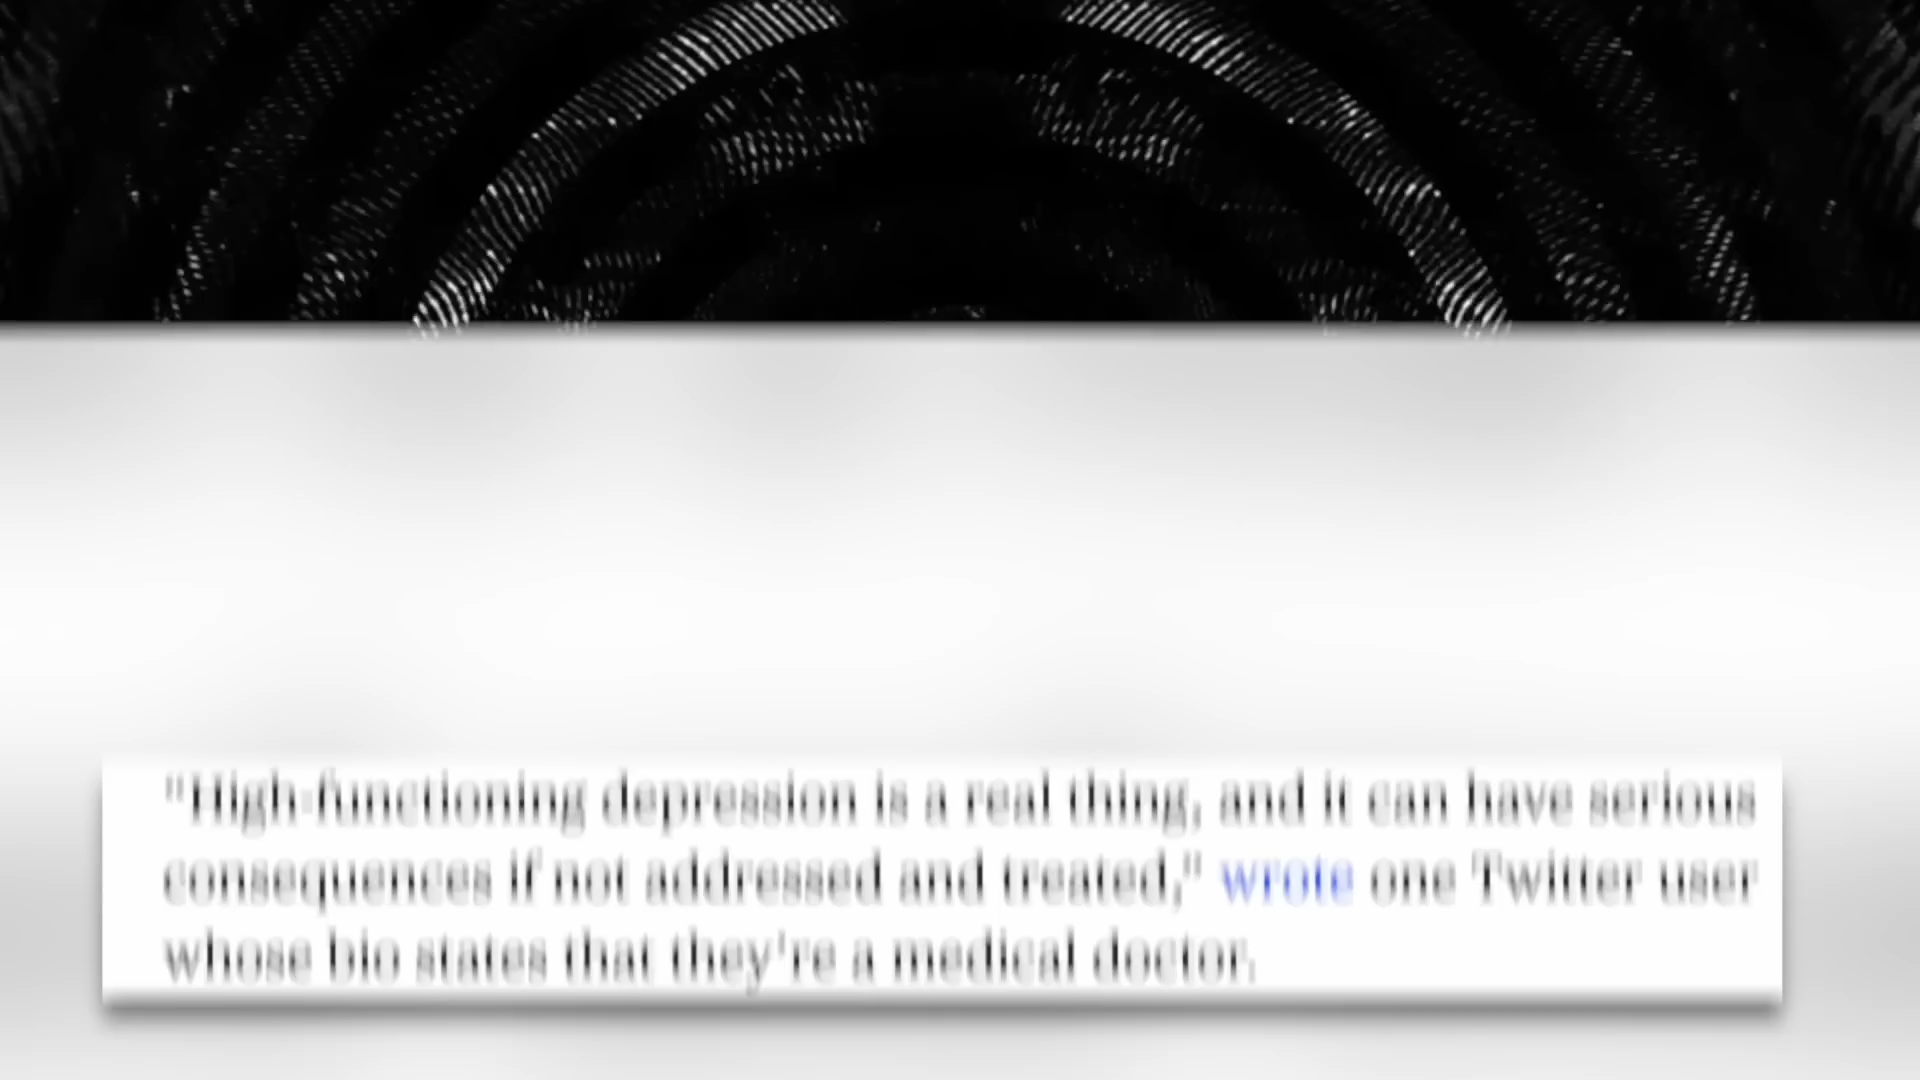 "High-functioning depression is a real thing, and it can have serious
consequences if not addressed and treated," wrote one Twitter user
whose bio states that they're a medical doctor.